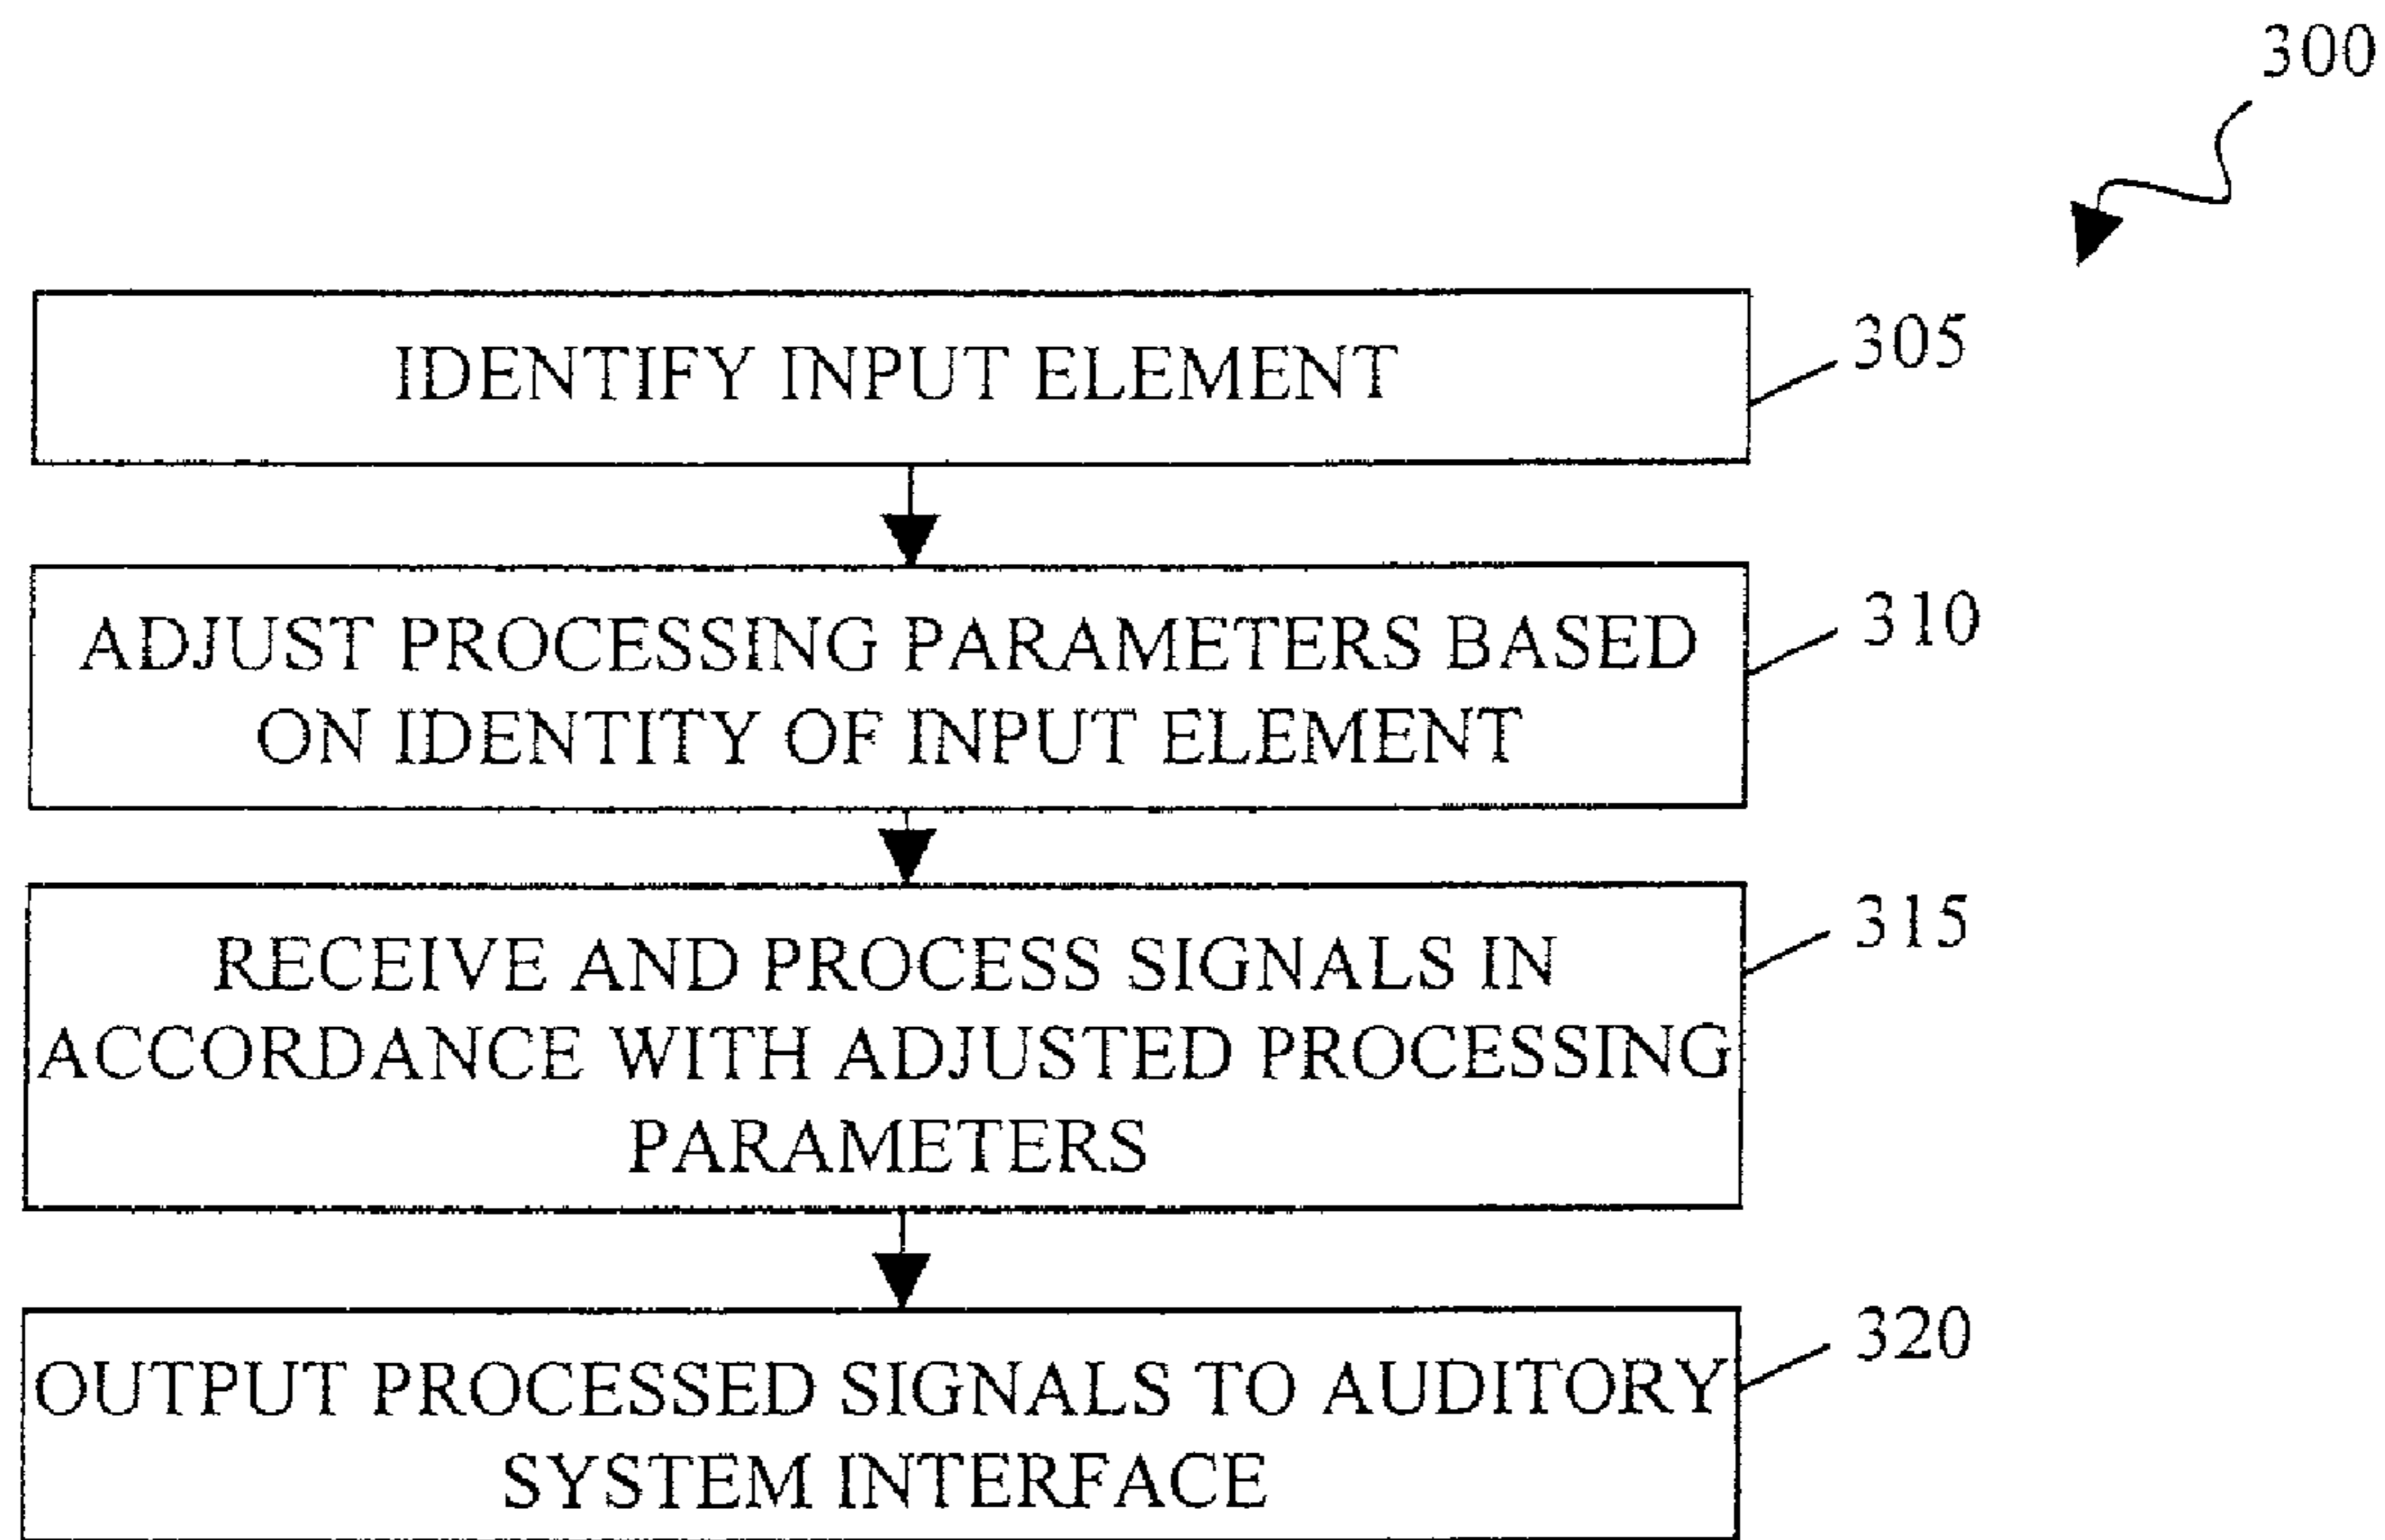 300
IDENTIFY INPUT ELEMENT
305
ADJUST PROCESSING PARAMETERS BASED
ON IDENTITY OF INPUT ELEMENT
310
RECEIVE AND PROCESS SIGNALS IN
ACCORDANCE WITH ADJUSTED PROCESSING
PARAMETERS
315
OUTPUT PROCESSED SIGNALS TO AUDITORY
SYSTEM INTERFACE
320